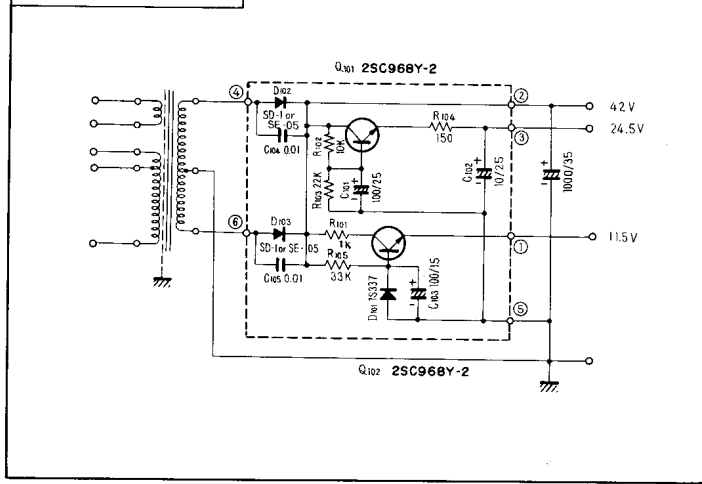 Q101 2SC968Y-2
④
D102
SD-1 or
SE-05
C104 0.01
R102
10K
R103 22K
C101
100/25
+
-
R104
150
C102
10/25
+
-
②
42V
③
24.5V
1000/35
+
-
⑥
D103
SD-1 or SE-05
C105 0.01
R101
1K
R105
33K
D101 1S337
C103 100/15
+
-
①
11.5V
⑤
Q102 2SC968Y-2